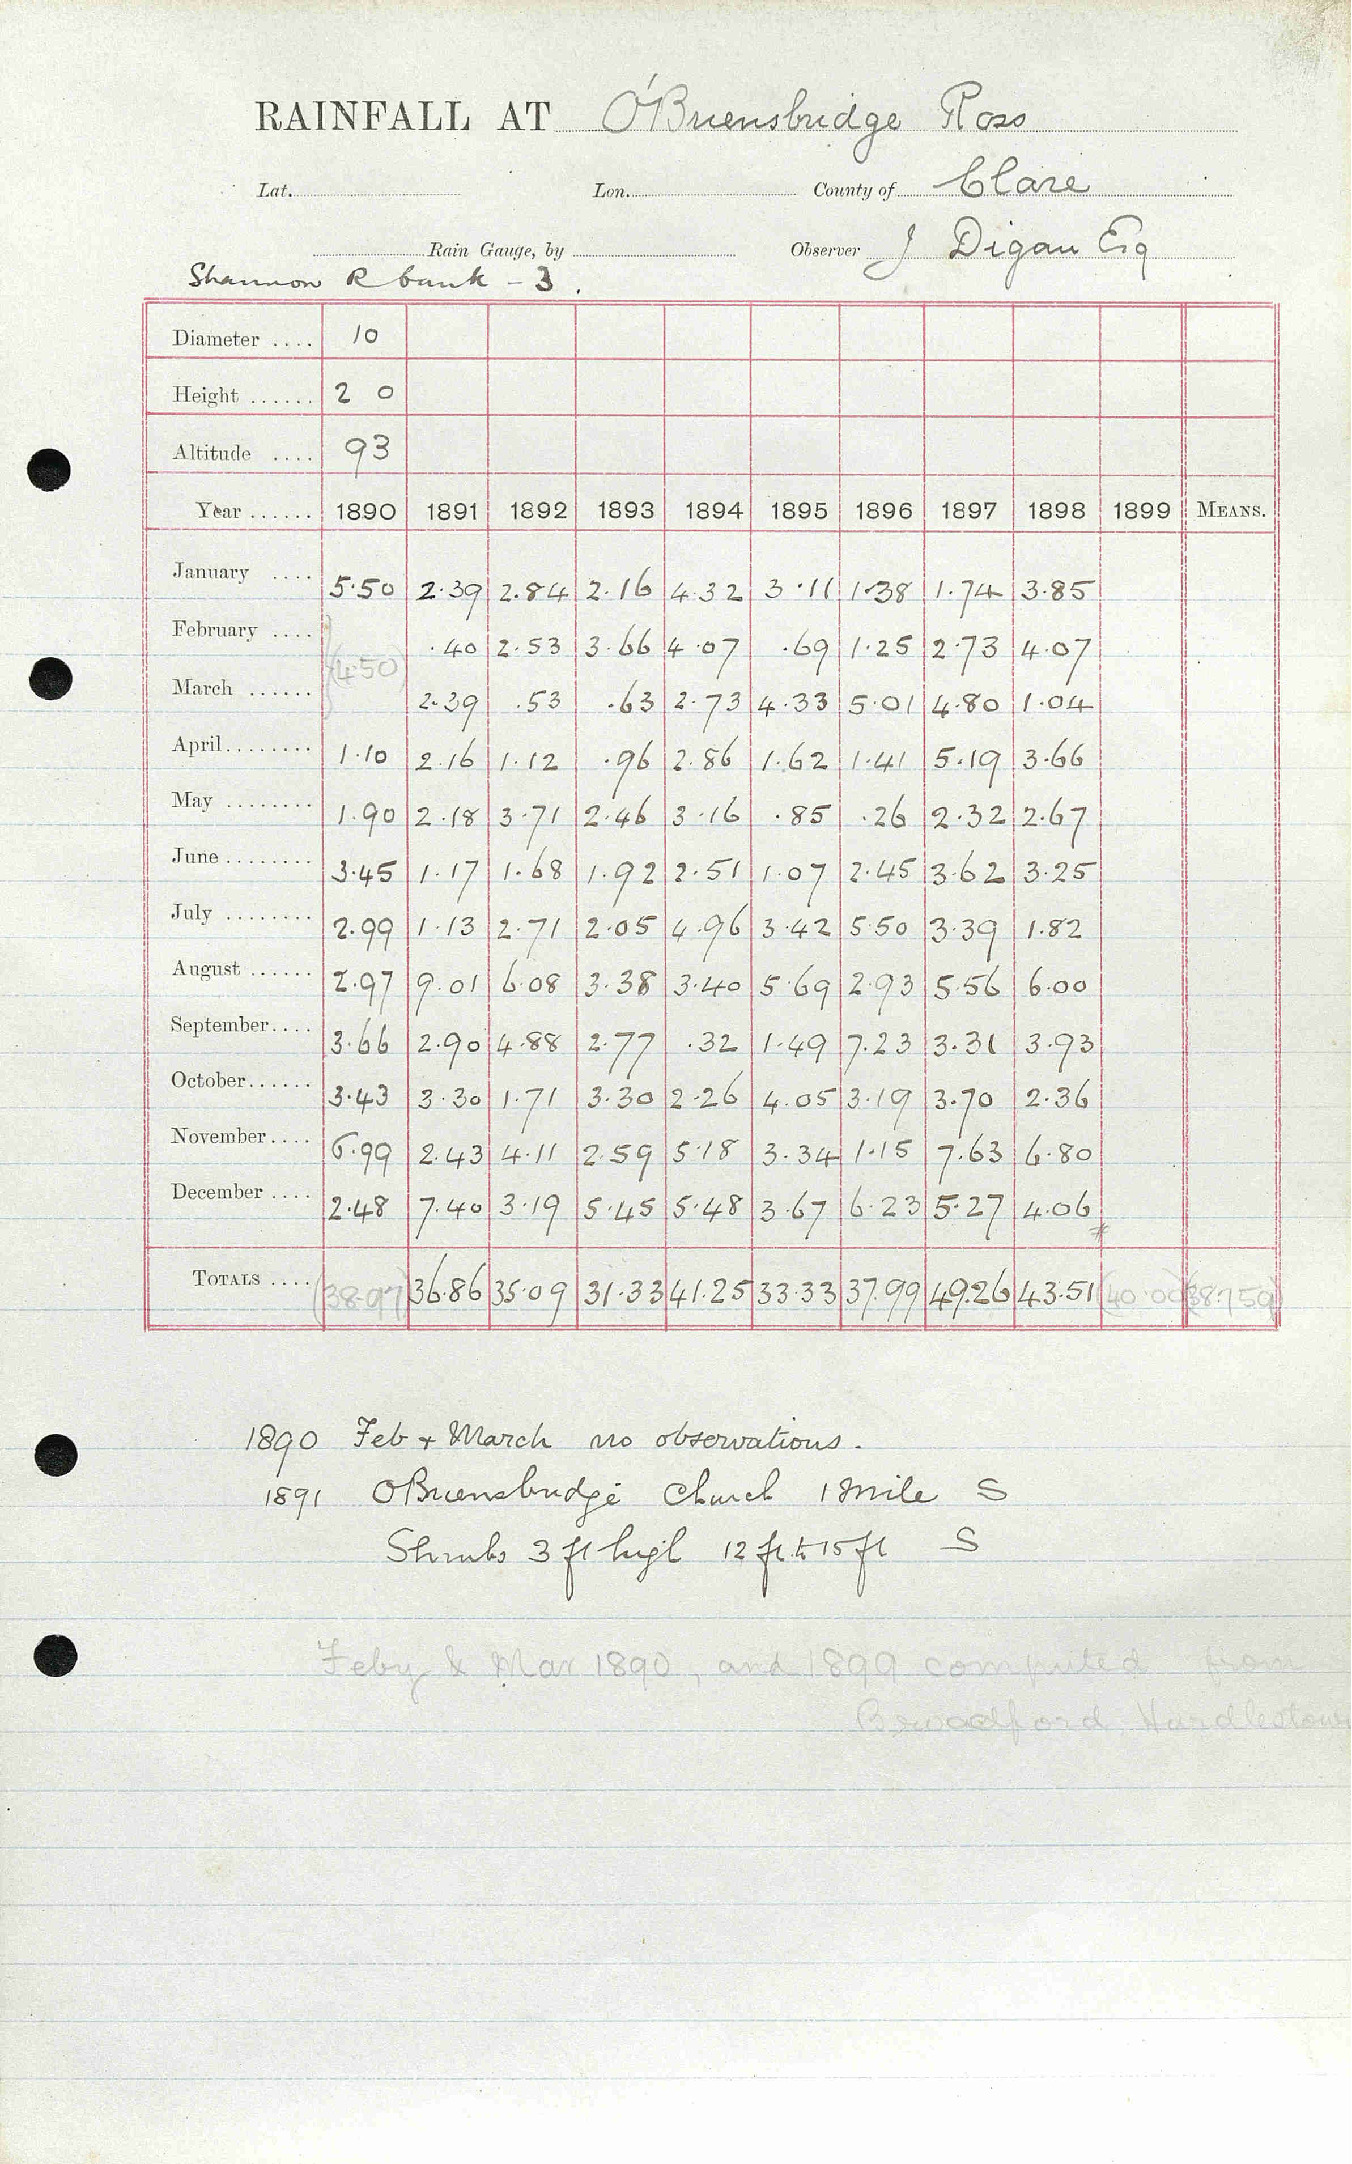 RAINFALL AT O'Briensbridge Ross
Lat. Lon. County of Clare
Rain Gauge, by Observer J Digan Esq
Shannon R bank - 3.
Diameter .... 10
Height ...... 2 0
Altitude .... 93
Year ...... 1890 1891 1892 1893 1894 1895 1896 1897 1898 1899 MEANS.
January .... 5.50 2.39 2.84 2.16 4.32 3.11 1.38 1.74 3.85
February .... .40 2.53 3.66 4.07 .69 1.25 2.73 4.07
(4.50)
March ...... 2.39 .53 .63 2.73 4.33 5.01 4.80 1.04
April ........ 1.10 2.16 1.12 .96 2.86 1.62 1.41 5.19 3.66
May ........ 1.90 2.18 3.71 2.46 3.16 .85 .26 2.32 2.67
June ........ 3.45 1.17 1.68 1.92 2.51 1.07 2.45 3.62 3.25
July ........ 2.99 1.13 2.71 2.05 4.96 3.42 5.50 3.39 1.82
August ...... 2.97 9.01 6.08 3.38 3.40 5.69 2.93 5.56 6.00
September .... 3.66 2.90 4.88 2.77 .32 1.49 7.23 3.31 3.93
October ...... 3.43 3.30 1.71 3.30 2.26 4.05 3.19 3.70 2.36
November .... 6.99 2.43 4.11 2.59 5.18 3.34 1.15 7.63 6.80
December .... 2.48 7.40 3.19 5.45 5.48 3.67 6.23 5.27 4.06
*
TOTALS .... (38.97) 36.86 35.09 31.33 41.25 33.33 37.99 49.26 43.51 (40.00) (38.759)
1890 Feb + March no observations.
1891 OBriensbridge Church 1 Mile S
Shrubs 3 ft high 12 ft to 15 ft S
Feby & Mar 1890, and 1899 computed from
Broadford, Hurdlestown